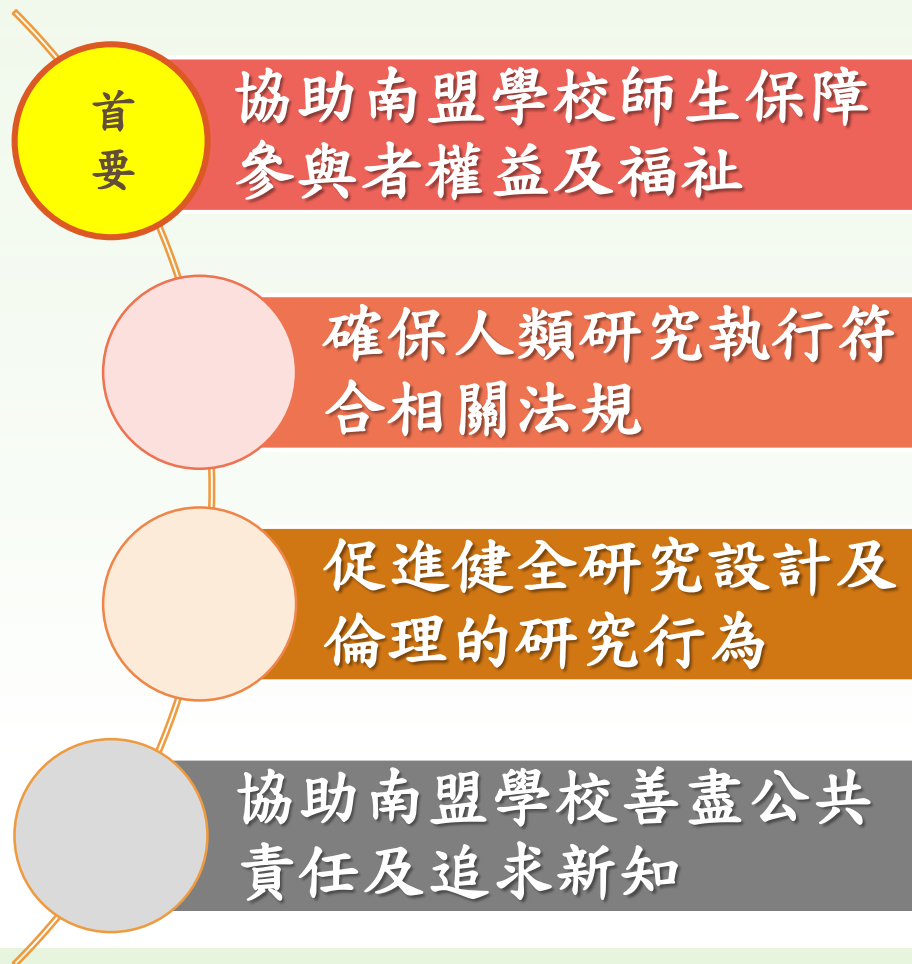 首
要
協助南盟學校師生保障
參與者權益及福祉
確保人類研究執行符
合相關法規
促進健全研究設計及
倫理的研究行為
協助南盟學校善盡公共
責任及追求新知